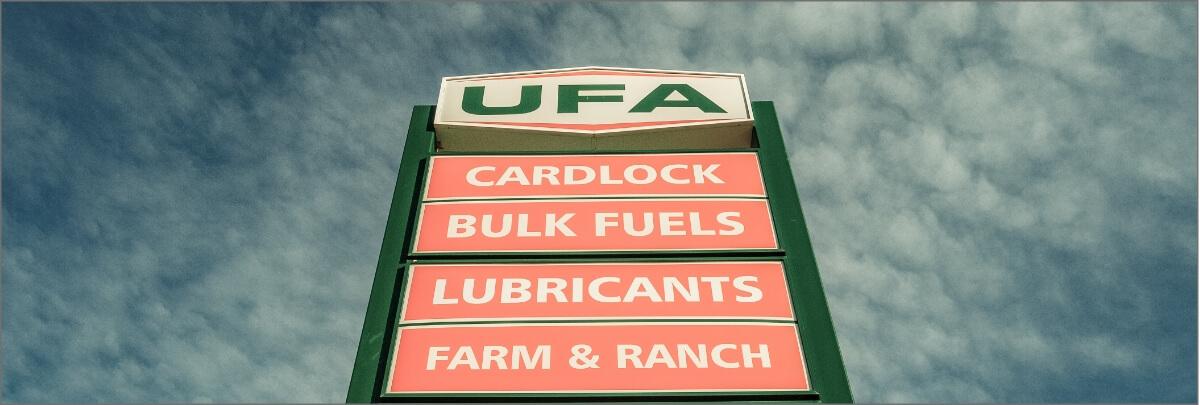 UFA
CARDLOCK
BULK FUELS
LUBRICANTS
FARM & RANCH